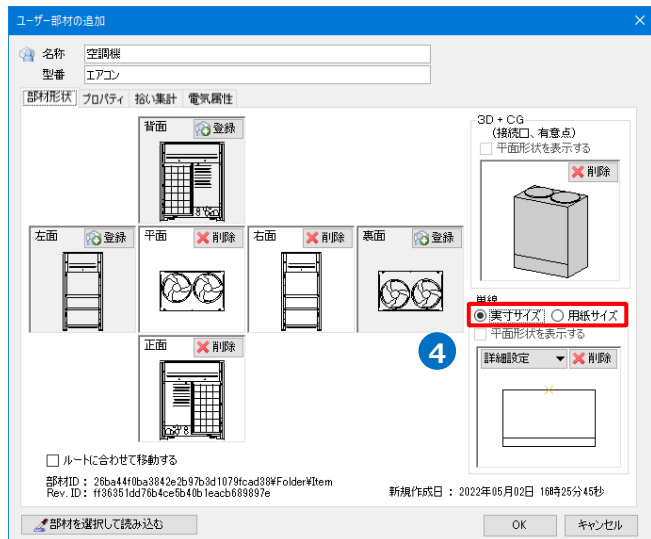 ユーザー部材の追加
名称 空調機
型番 エアコン
部材形状 プロパティ 拾い集計 電気属性
背面 登録
3D + CG
(接続口、有意点)
平面形状を表示する
削除
左面 登録 平面 削除 右面 削除 裏面 登録
単線
実寸サイズ 用紙サイズ
平面形状を表示する
正面 削除
4
詳細設定 削除
ルートに合わせて移動する
部材ID : 26ba44f0ba3842e2b97b3d1079fcad38¥Folder¥Item
Rev. ID : ff36351dd76b4ce5b40b1eacb689897e
新規作成日 : 2022年05月02日 16時25分45秒
部材を選択して読み込む OK キャンセル